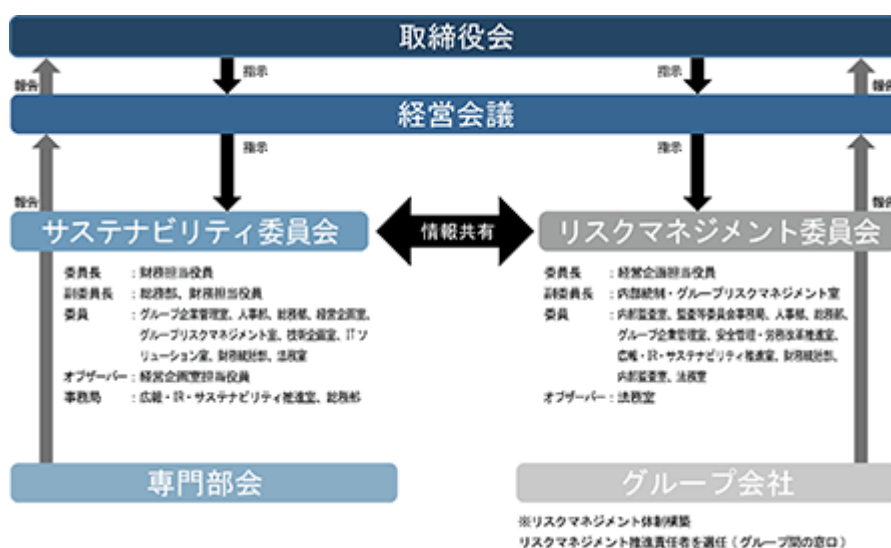 取締役会
指示
指示
報告
報告
経営会議
指示
指示
報告
報告
サステナビリティ委員会
情報共有
リスクマネジメント委員会
委員長 : 財務担当役員
副委員長 : 総務部、財務担当役員
委員 : グループ企業管理室、人事部、総務部、経営企画室、
グループリスクマネジメント室、技術企画室、ITソ
リューション室、財務統括部、法務室
オブザーバー : 経営企画室担当役員
事務局 : 広報・IR・サステナビリティ推進室、総務部
委員長 : 経営企画担当役員
副委員長 : 内部統制・グループリスクマネジメント室
委員 : 内部監査室、監査等委員会事務局、人事部、総務部、
グループ企業管理室、安全管理・労務改革推進室、
広報・IR・サステナビリティ推進室、財務統括部、
内部監査室、法務室
オブザーバー : 法務室
専門部会
グループ会社
※リスクマネジメント体制構築
リスクマネジメント推進責任者を選任（グループ間の窓口）